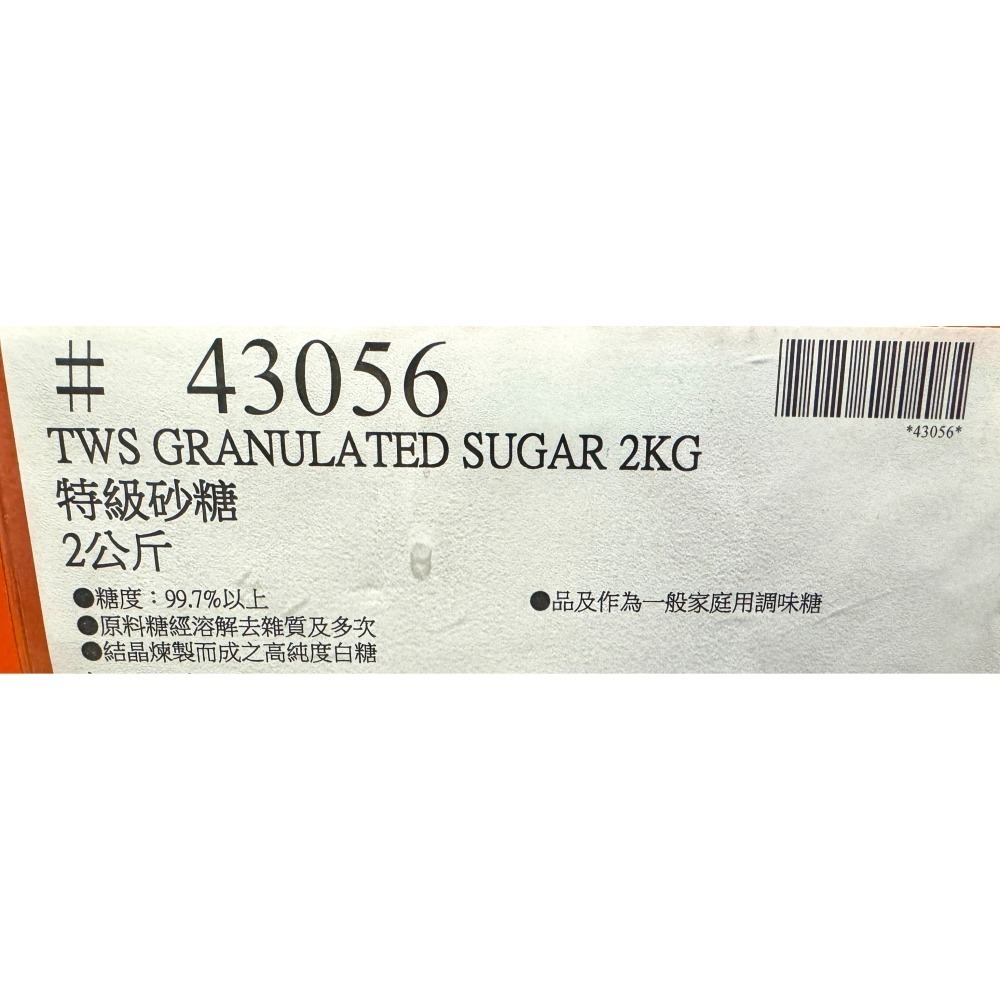 # 43056
*43056*
TWS GRANULATED SUGAR 2KG
特級砂糖
2公斤
●糖度：99.7%以上
●原料糖經溶解去雜質及多次
●結晶煉製而成之高純度白糖
●品及作為一般家庭用調味糖